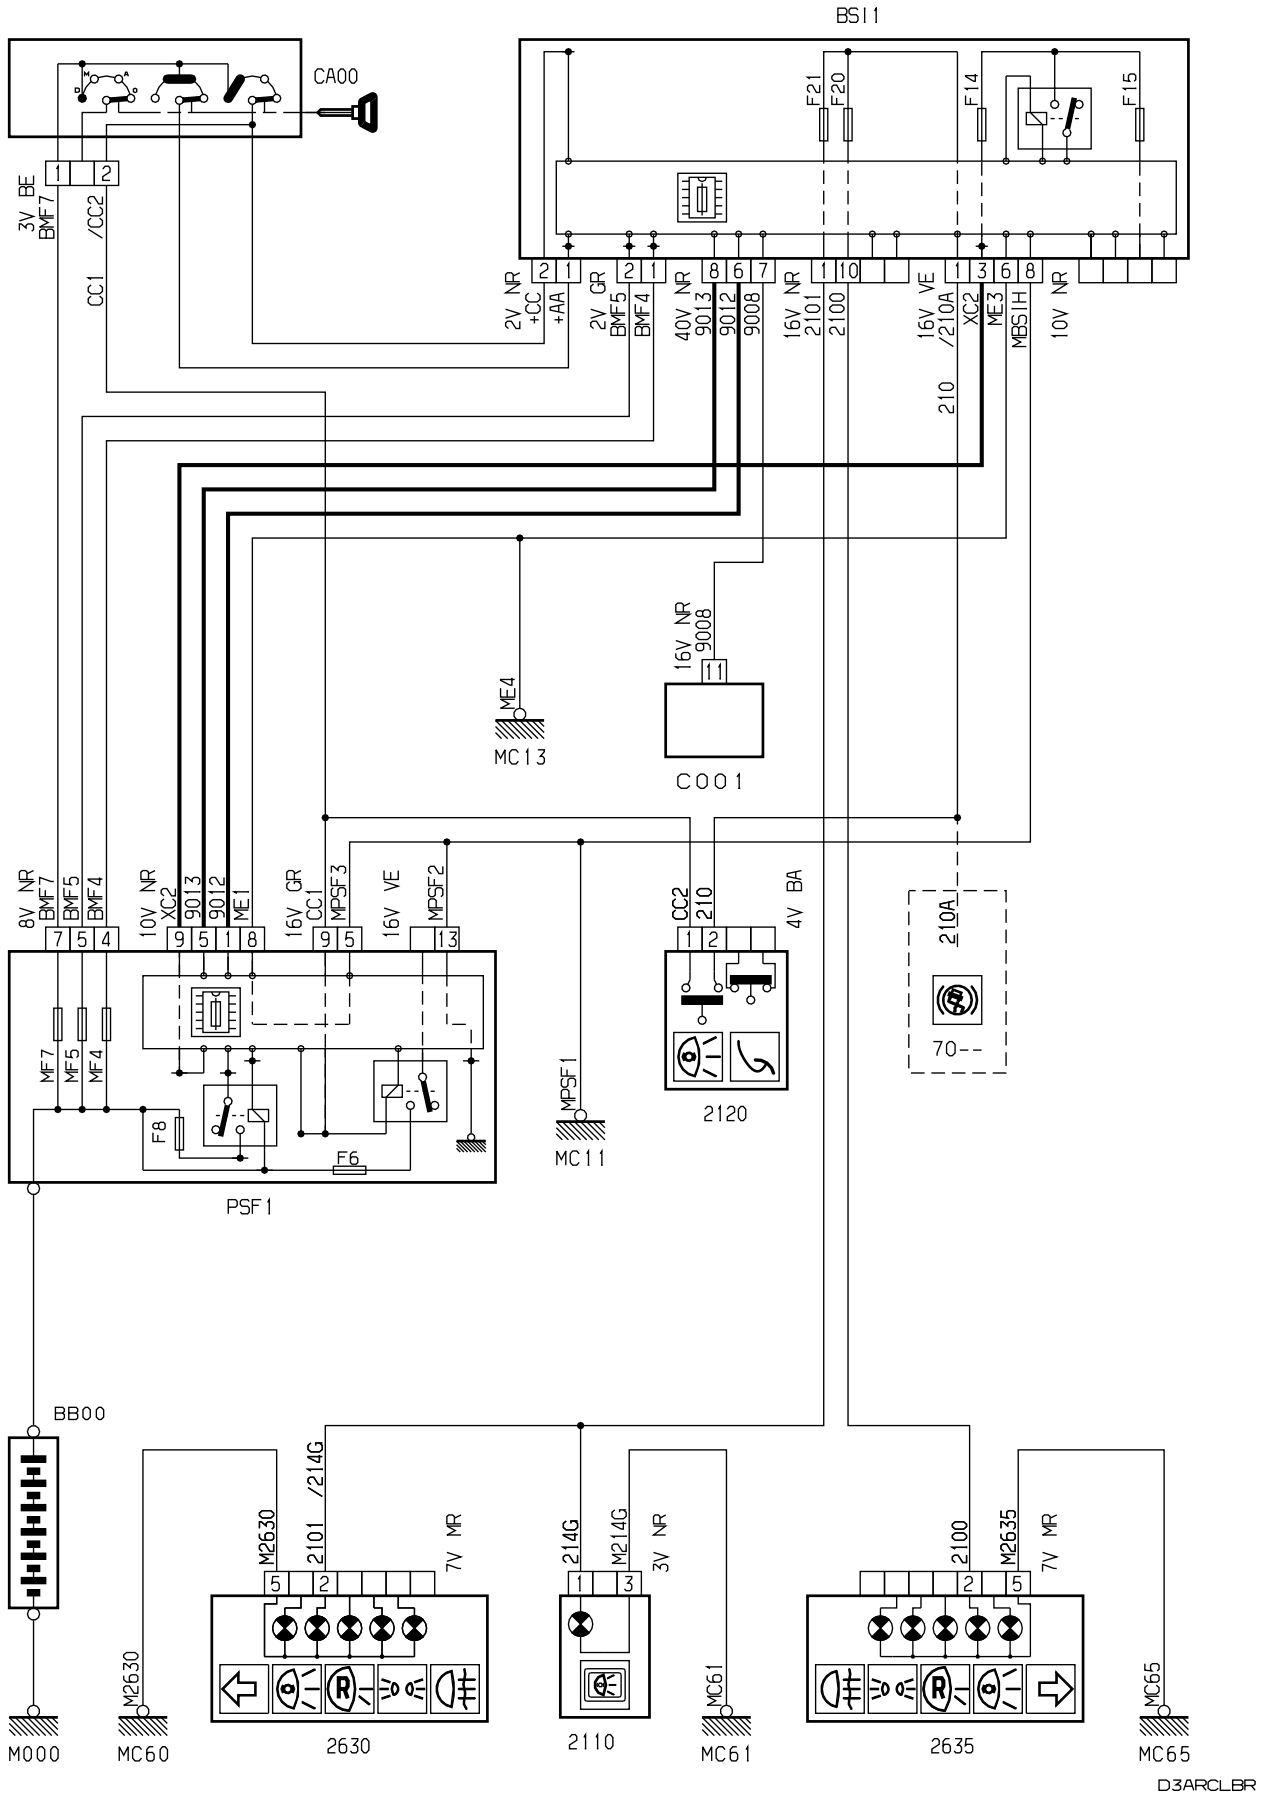 BSI1
CA00
M
A
D
O
F21
F20
F14
F15
1
2
3V BE
BMF7
/CC2
CC1
2
1
2
1
8
6
7
1
10
1
3
6
8
2V NR
+CC
+AA
2V GR
BMF5
BMF4
40V NR
9013
9012
9008
16V NR
2101
2100
16V VE
/210A
XC2
ME3
MBSIH
10V NR
210
16V NR
9008
11
C001
ME4
MC13
8V NR
BMF7
BMF5
BMF4
10V NR
XC2
9013
9012
ME1
16V GR
CC1
MPSF3
16V VE
MPSF2
CC2
210
4V BA
210A
7
5
4
9
5
1
8
9
5
13
1
2
MF7
MF5
MF4
F8
F6
PSF1
MPSF1
MC11
2120
70--
BB00
M2630
2101
/214G
7V MR
214G
M214G
3V NR
2100
M2635
7V MR
5
2
1
3
2
5
R
R
M2630
MC61
MC65
M000
MC60
2630
2110
MC61
2635
MC65
D3ARCLBR